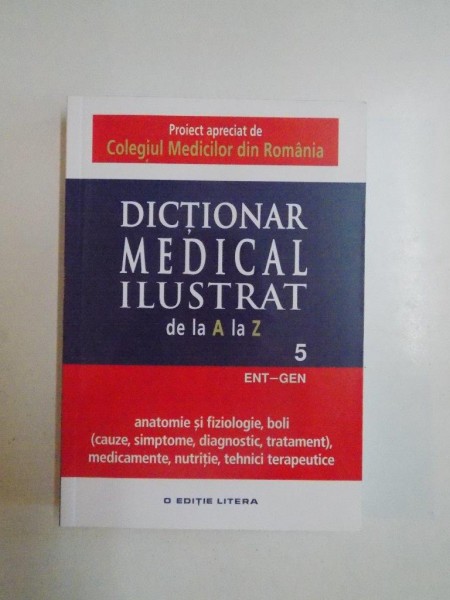 Proiect apreciat de
Colegiul Medicilor din România
DICȚIONAR
MEDICAL
ILUSTRAT
de la A la Z
5
ENT–GEN
anatomie și fiziologie, boli
(cauze, simptome, diagnostic, tratament),
medicamente, nutriție, tehnici terapeutice
O EDIȚIE LITERA